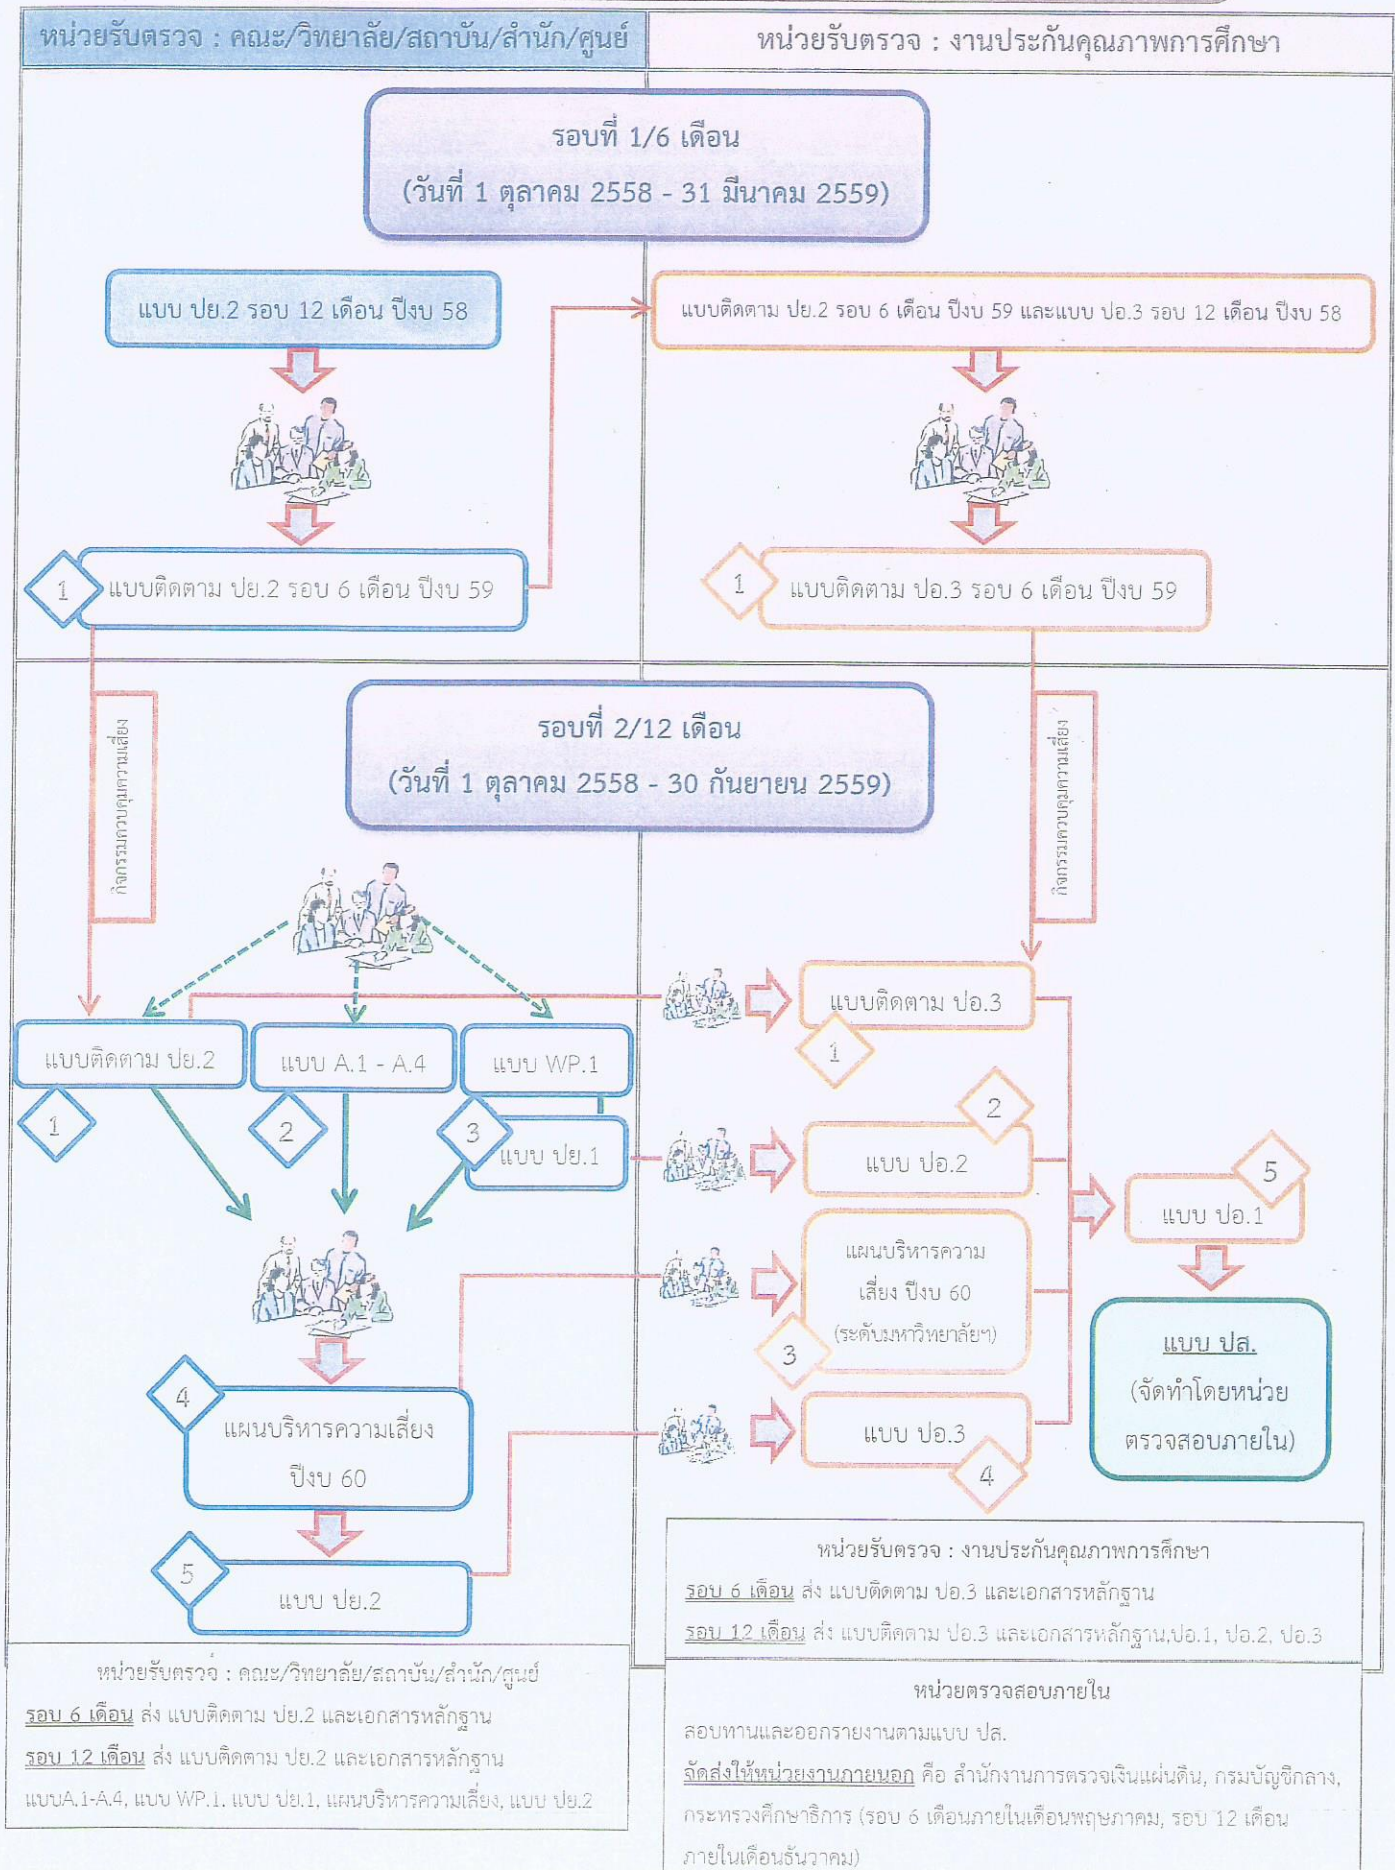 หน่วยรับตรวจ : คณะ/วิทยาลัย/สถาบัน/สำนัก/ศูนย์
หน่วยรับตรวจ : งานประกันคุณภาพการศึกษา
รอบที่ 1/6 เดือน
(วันที่ 1 ตุลาคม 2558 - 31 มีนาคม 2559)
แบบ ปย.2 รอบ 12 เดือน ปีงบ 58
แบบติดตาม ปย.2 รอบ 6 เดือน ปีงบ 59 และแบบ ปอ.3 รอบ 12 เดือน ปีงบ 58
1
แบบติดตาม ปย.2 รอบ 6 เดือน ปีงบ 59
1
แบบติดตาม ปอ.3 รอบ 6 เดือน ปีงบ 59
รอบที่ 2/12 เดือน
(วันที่ 1 ตุลาคม 2558 - 30 กันยายน 2559)
กิจกรรมควบคุมความเสี่ยง
กิจกรรมควบคุมความเสี่ยง
แบบติดตาม ปย.2
1
แบบ A.1 - A.4
2
แบบ WP.1
3
แบบ ปย.1
4
แผนบริหารความเสี่ยง
ปีงบ 60
5
แบบ ปย.2
แบบติดตาม ปอ.3
1
2
แบบ ปอ.2
แผนบริหารความ
เสี่ยง ปีงบ 60
(ระดับมหาวิทยาลัยฯ)
3
แบบ ปอ.3
4
5
แบบ ปอ.1
แบบ ปส.
(จัดทำโดยหน่วย
ตรวจสอบภายใน)
หน่วยรับตรวจ : คณะ/วิทยาลัย/สถาบัน/สำนัก/ศูนย์
รอบ 6 เดือน ส่ง แบบติดตาม ปย.2 และเอกสารหลักฐาน
รอบ 12 เดือน ส่ง แบบติดตาม ปย.2 และเอกสารหลักฐาน
แบบA.1-A.4, แบบ WP.1. แบบ ปย.1, แผนบริหารความเสี่ยง, แบบ ปย.2
หน่วยรับตรวจ : งานประกันคุณภาพการศึกษา
รอบ 6 เดือน ส่ง แบบติดตาม ปอ.3 และเอกสารหลักฐาน
รอบ 12 เดือน ส่ง แบบติดตาม ปอ.3 และเอกสารหลักฐาน,ปอ.1, ปอ.2, ปอ.3
หน่วยตรวจสอบภายใน
สอบทานและออกรายงานตามแบบ ปส.
จัดส่งให้หน่วยงานภายนอก คือ สำนักงานการตรวจเงินแผ่นดิน, กรมบัญชีกลาง,
กระทรวงศึกษาธิการ (รอบ 6 เดือนภายในเดือนพฤษภาคม, รอบ 12 เดือน
ภายในเดือนธันวาคม)